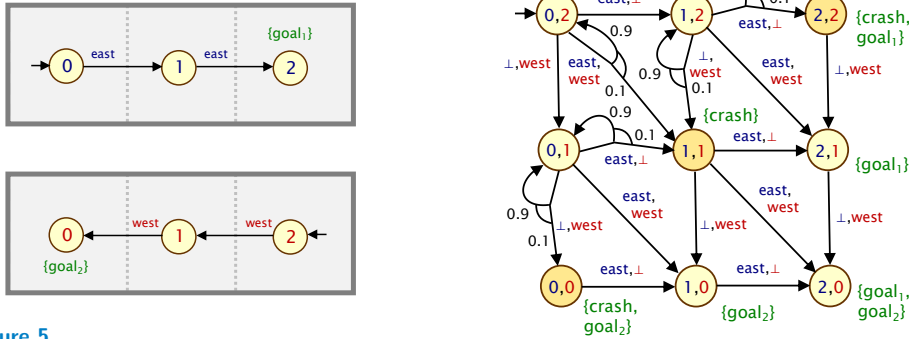 {goal₁}
0
east
1
east
2
0
west
1
west
2
{goal₂}
ure 5
east,⊥
0,2
1,2
0.1
east,⊥
2,2
{crash,
goal₁}
0.9
⊥,west
east,
west
0.1
⊥,
west
0.9
0.1
east,
west
⊥,west
{crash}
0.9
0.1
0,1
east,⊥
1,1
east,⊥
2,1
{goal₁}
0.9
⊥,west
0.1
east,
west
⊥,west
east,
west
⊥,west
0,0
east,⊥
1,0
east,⊥
2,0
{crash,
goal₂}
{goal₂}
{goal₁,
goal₂}